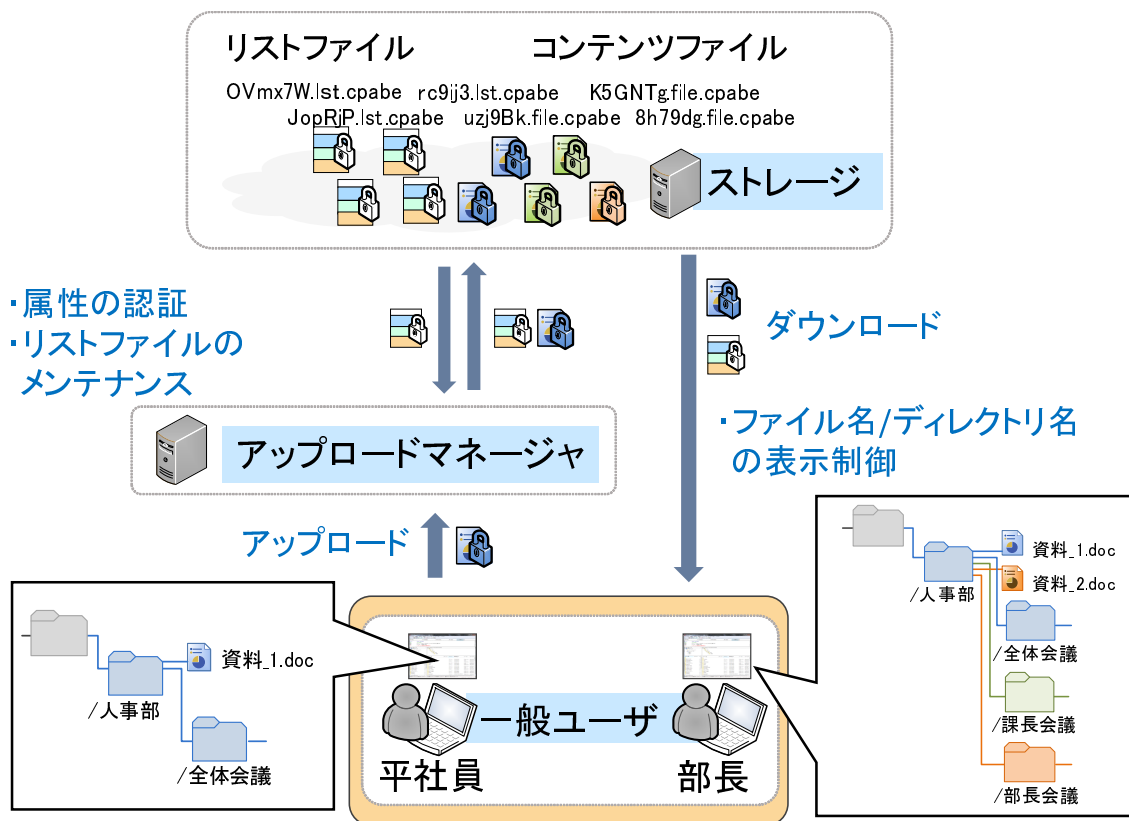 リストファイル
コンテンツファイル
OVmx7W.lst.cpabe rc9ij3.lst.cpabe K5GNTg.file.cpabe
JopRjP.lst.cpabe uzj9Bk.file.cpabe 8h79dg.file.cpabe
ストレージ
・属性の認証
・リストファイルの
メンテナンス
ダウンロード
・ファイル名/ディレクトリ名
の表示制御
アップロードマネージャ
アップロード
資料_1.doc
/人事部
/全体会議
一般ユーザ
平社員
部長
資料_1.doc
資料_2.doc
/人事部
/全体会議
/課長会議
/部長会議